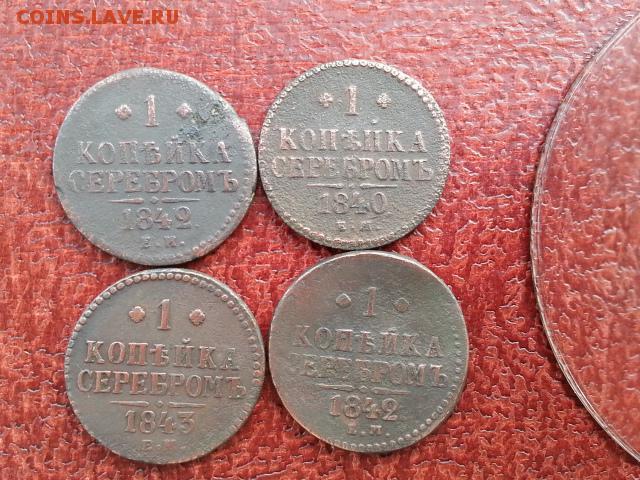 COINS.LAVE.RU
1
КОПѢЙКА
СЕРЕБРОМЪ
1842
Е.М.
1
КОПѢЙКА
СЕРЕБРОМЪ
1840
1
КОПѢЙКА
СЕРЕБРОМЪ
1843
Е.М.
1
КОПѢЙКА
СЕРЕБРОМЪ
1842